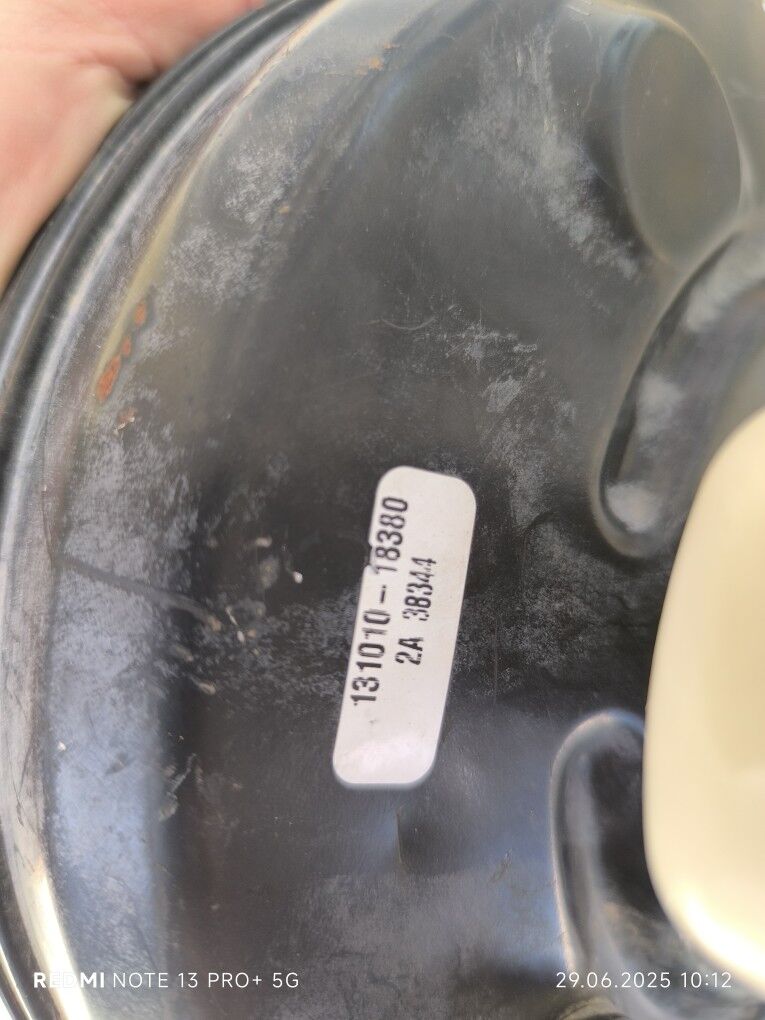 131010-18380
2A 38344
REDMI NOTE 13 PRO+ 5G
29.06.2025 10:12